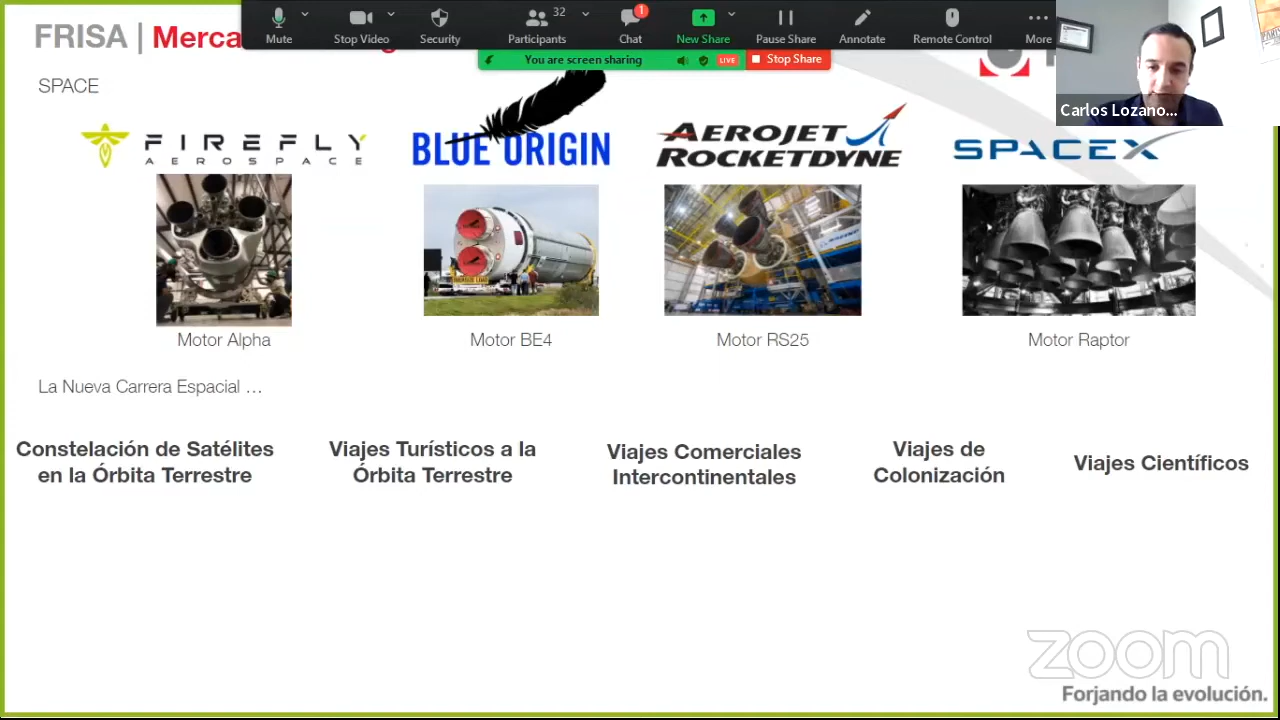 32
1
Mute
Stop Video
Security
Participants
Chat
New Share
Pause Share
Annotate
Remote Control
More
You are screen sharing
LIVE
Stop Share
Carlos Lozano...
FRISA |
SPACE
FIREFLY
AEROSPACE
BLUE ORIGIN
AEROJET
ROCKETDYNE
SPACEX
Motor Alpha
Motor BE4
Motor RS25
Motor Raptor
La Nueva Carrera Espacial …
Constelación de Satélites
en la Órbita Terrestre
Viajes Turísticos a la
Órbita Terrestre
Viajes Comerciales
Intercontinentales
Viajes de
Colonización
Viajes Científicos
zoom
Forjando la evolución.